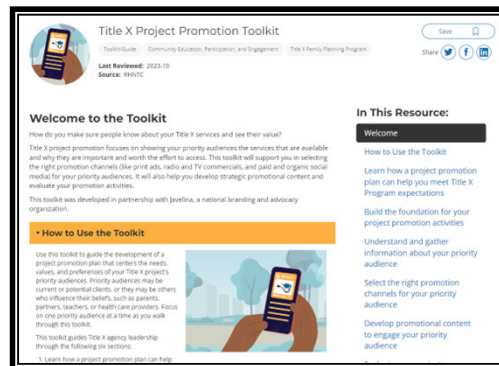 Title X Project Promotion Toolkit
Toolkit/Guide
Community Education, Participation, and Engagement
Title X Family Planning Program
Last Reviewed: 2023-10
Source: RHNTC
Save
Share
Welcome to the Toolkit
How do you make sure people know about your Title X services and see their value?
Title X project promotion focuses on showing your priority audiences the services that are available
and why they are important and worth the effort to access. This toolkit will support you in selecting
the right promotion channels (like print ads, radio and TV commercials, and paid and organic social
media) for your priority audiences. It will also help you develop strategic promotional content and
evaluate your promotion activities.
This toolkit was developed in partnership with Javelina, a national branding and advocacy
organization.
How to Use the Toolkit
Use this toolkit to guide the development of a
project promotion plan that centers the needs,
values, and preferences of your Title X project's
priority audiences. Priority audiences may be
current or potential clients, or they may be others
who influence their beliefs, such as parents,
partners, teachers, or health care providers. Focus
on one priority audience at a time as you walk
through this toolkit.
This toolkit guides Title X agency leadership
through the following six sections:
1. Learn how a project promotion plan can help
In This Resource:
Welcome
How to Use the Toolkit
Learn how a project promotion
plan can help you meet Title X
Program expectations
Build the foundation for your
project promotion activities
Understand and gather
information about your priority
audience
Select the right promotion
channels for your priority
audience
Develop promotional content
to engage your priority
audience